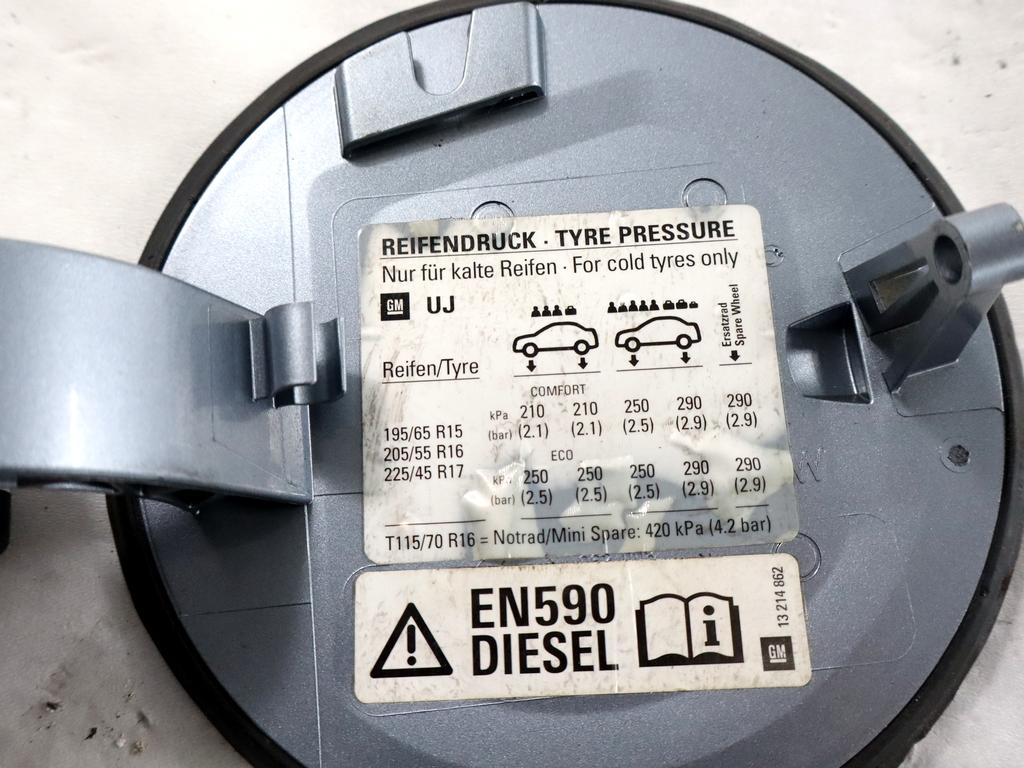 REIFENDRUCK · TYRE PRESSURE
Nur für kalte Reifen · For cold tyres only
GM UJ
Ersatzrad
Spare Wheel
Reifen/Tyre
COMFORT
kPa 210 210 250 290 290
195/65 R15 (bar) (2.1) (2.1) (2.5) (2.9) (2.9)
205/55 R16 ECO
225/45 R17 kPa 250 250 250 290 290
(bar) (2.5) (2.5) (2.5) (2.9) (2.9)
T115/70 R16 = Notrad/Mini Spare: 420 kPa (4.2 bar)
EN590
DIESEL
i
13 214 862
GM